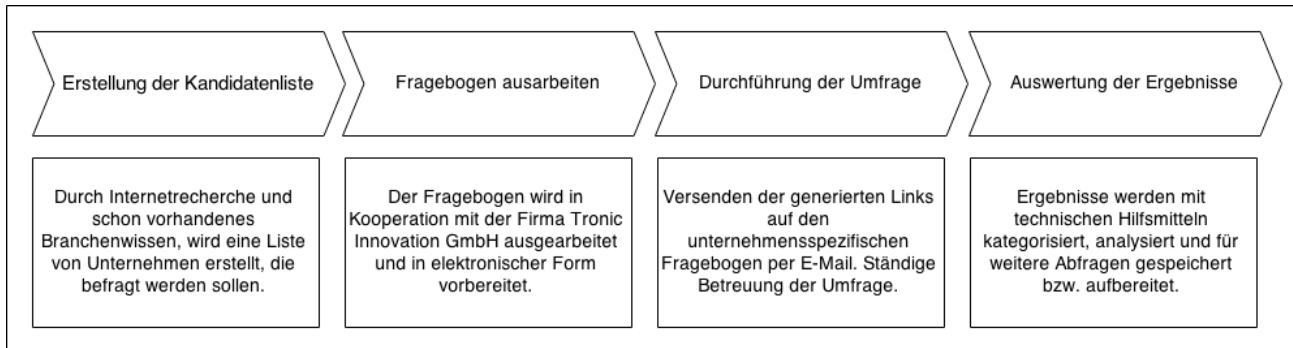 Erstellung der Kandidatenliste
Fragebogen ausarbeiten
Durchführung der Umfrage
Auswertung der Ergebnisse
Durch Internetrecherche und
schon vorhandenes
Branchenwissen, wird eine Liste
von Unternehmen erstellt, die
befragt werden sollen.
Der Fragebogen wird in
Kooperation mit der Firma Tronic
Innovation GmbH ausgearbeitet
und in elektronischer Form
vorbereitet.
Versenden der generierten Links
auf den
unternehmensspezifischen
Fragebogen per E-Mail. Ständige
Betreuung der Umfrage.
Ergebnisse werden mit
technischen Hilfsmitteln
kategorisiert, analysiert und für
weitere Abfragen gespeichert
bzw. aufbereitet.